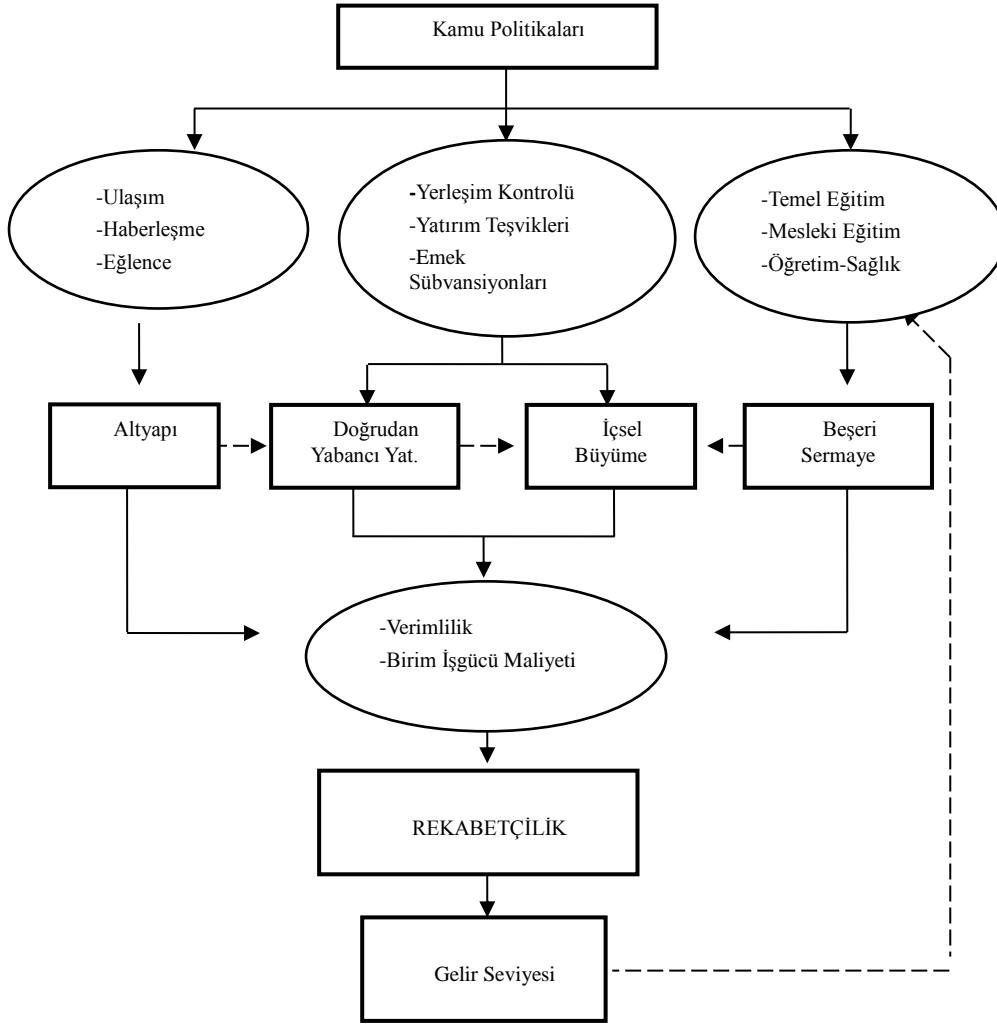 Kamu Politikaları
-Ulaşım
-Haberleşme
-Eğlence
-Yerleşim Kontrolü
-Yatırım Teşvikleri
-Emek
Sübvansiyonları
-Temel Eğitim
-Mesleki Eğitim
-Öğretim-Sağlık
Altyapı
Doğrudan
Yabancı Yat.
İçsel
Büyüme
Beşeri
Sermaye
-Verimlilik
-Birim İşgücü Maliyeti
REKABETÇİLİK
Gelir Seviyesi